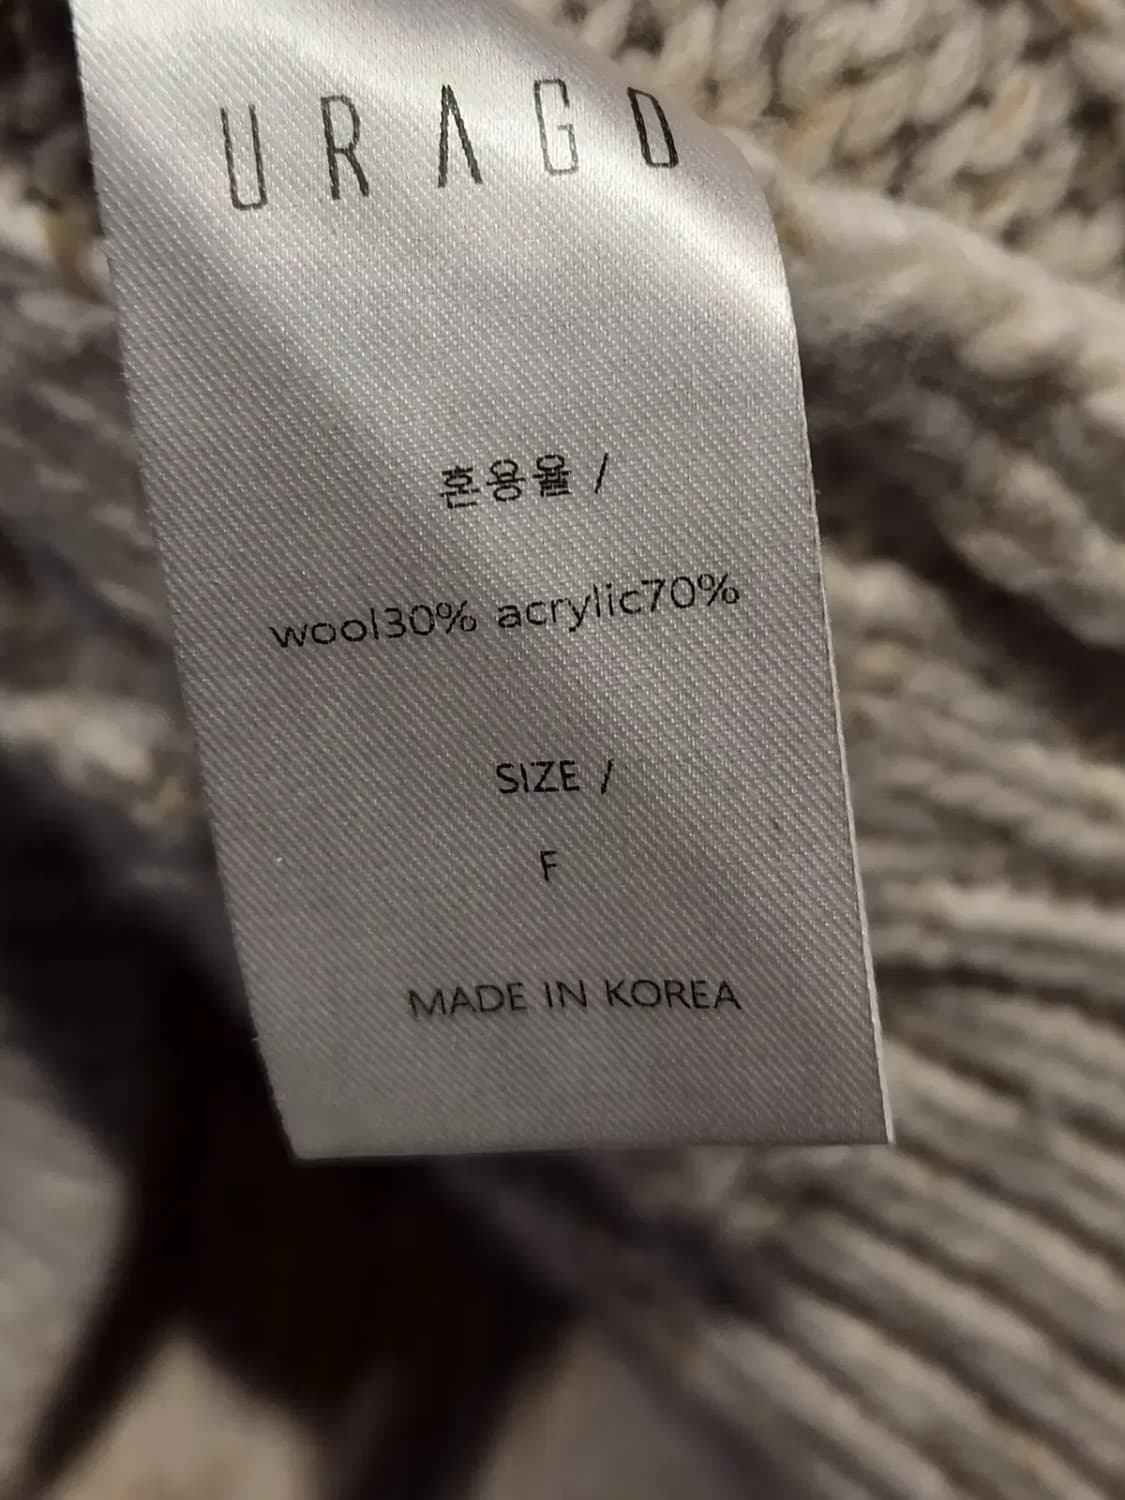 URAGO
혼용율 /
wool30% acrylic70%
SIZE /
F
MADE IN KOREA